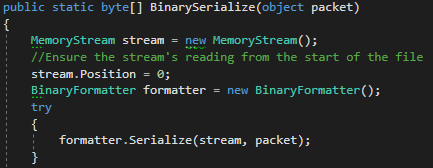 public static byte[] BinarySerialize(object packet)
{
MemoryStream stream = new MemoryStream();
//Ensure the stream's reading from the start of the file
stream.Position = 0;
BinaryFormatter formatter = new BinaryFormatter();
try
{
formatter.Serialize(stream, packet);
}